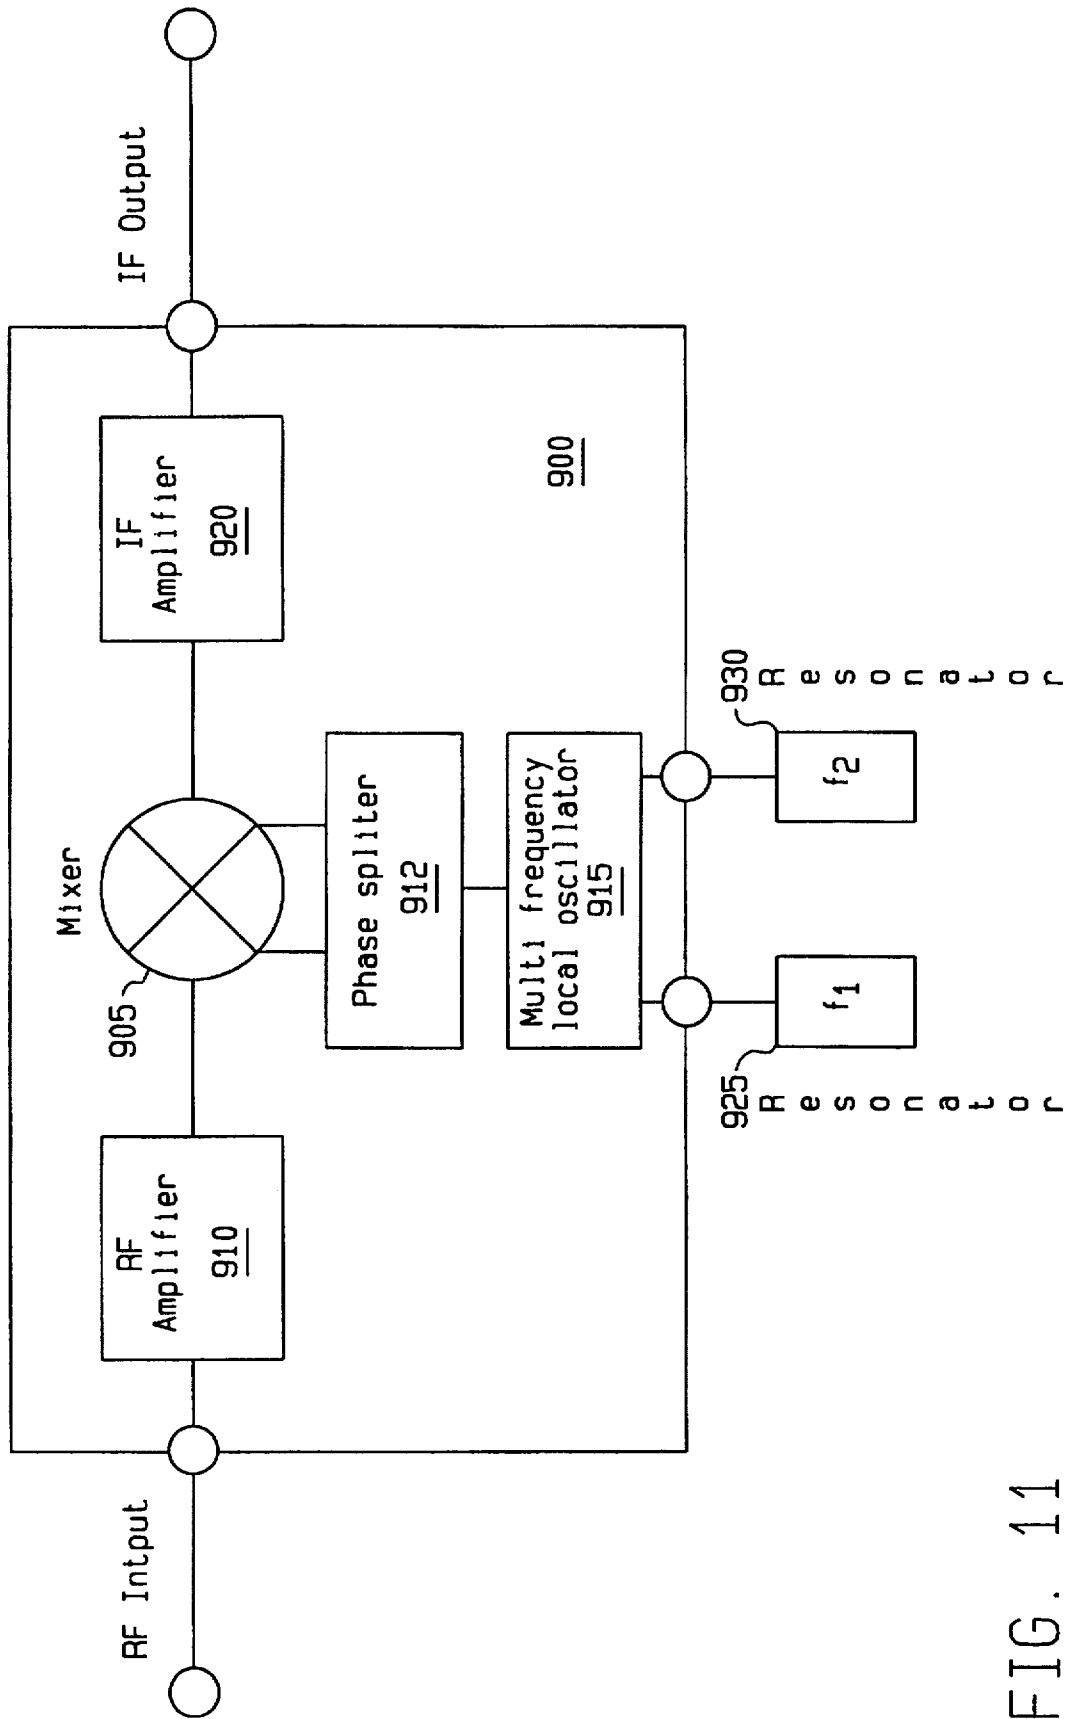 RF Intput
IF Output
Mixer
905
RF
Amplifier
910
IF
Amplifier
920
Phase spliter
912
Multi frequency
local oscillator
915
900
925
Resonator
f1
930
Resonator
f2
FIG. 11